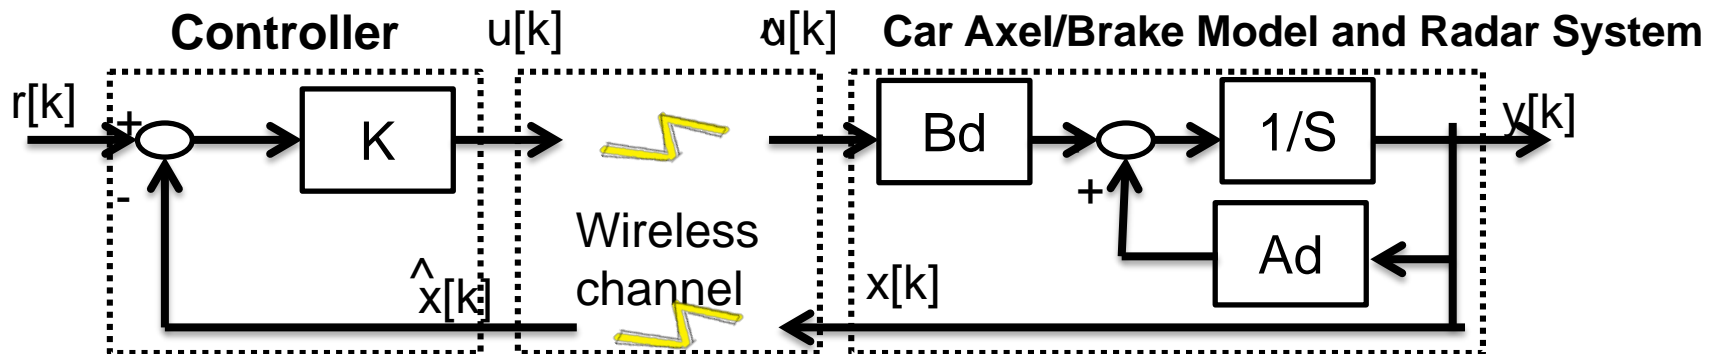 Controller
u[k]
^u[k]
Car Axel/Brake Model and Radar System
r[k]
+
-
K
Wireless
channel
^
x[k]
Bd
+
1/S
Ad
x[k]
y[k]